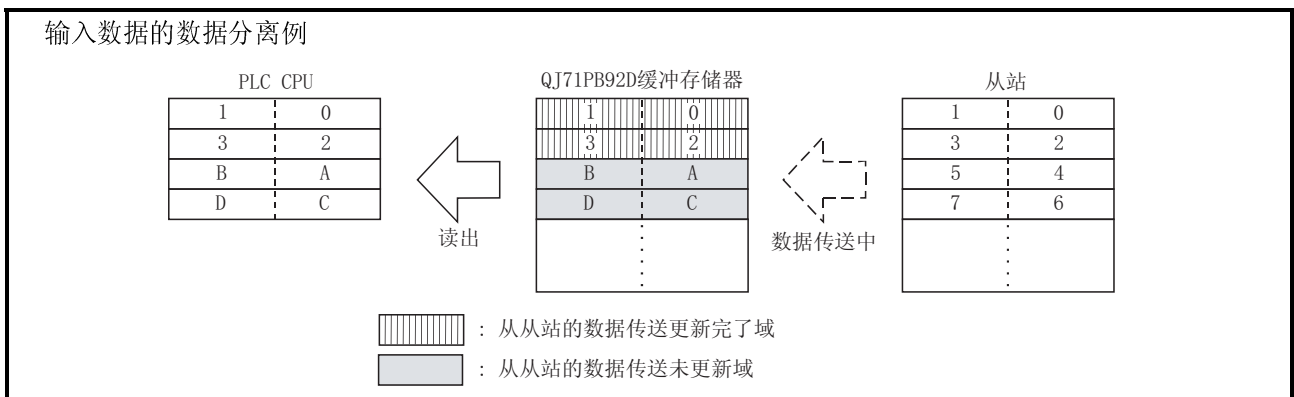 输入数据的数据分离例
PLC CPU QJ71PB92D缓冲存储器 从站
1 0 1 0 1 0
3 2 3 2 3 2
B A B A 5 4
D C D C 7 6
读出 数据传送中
: 从从站的数据传送更新完了域
: 从从站的数据传送未更新域